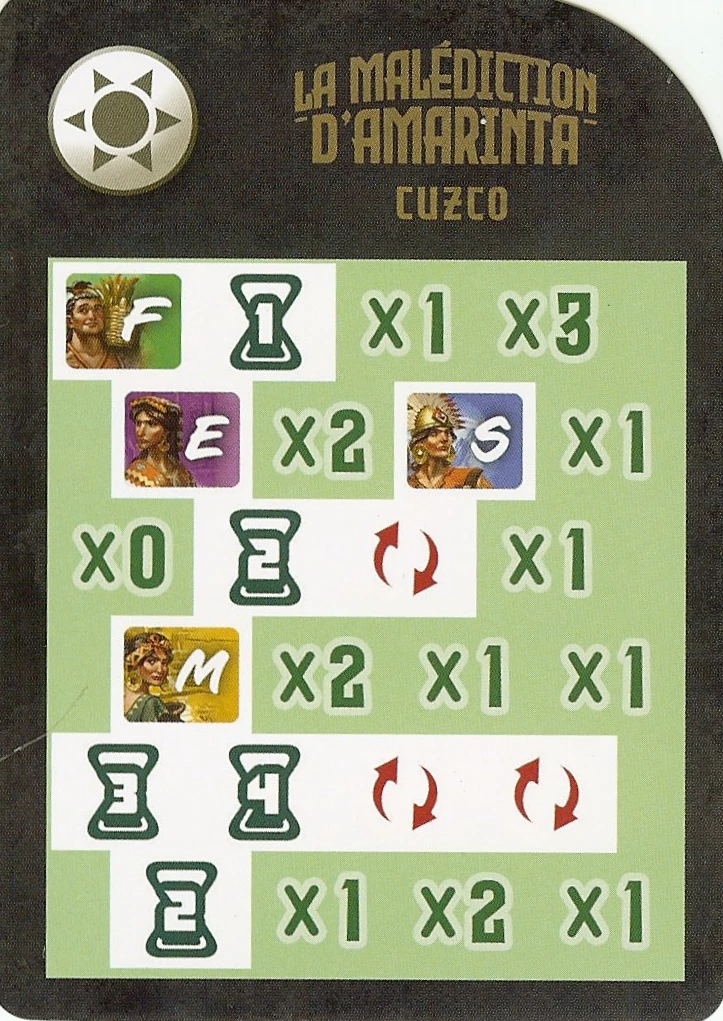 LA MALÉDICTION
D'AMARINTA
CUZCO
F 1 X1 X3
E X2 S X1
X0 2 X1
M X2 X1 X1
3 4
2 X1 X2 X1